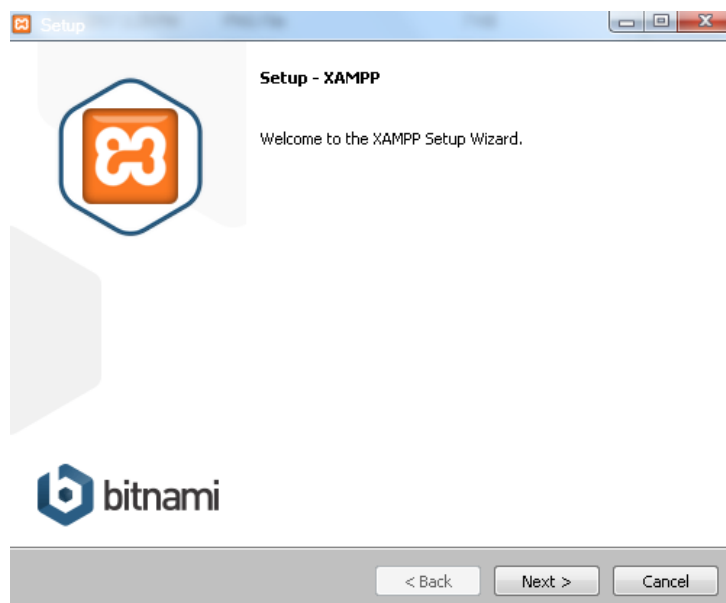 Setup
Setup - XAMPP
Welcome to the XAMPP Setup Wizard.
bitnami
< Back
Next >
Cancel